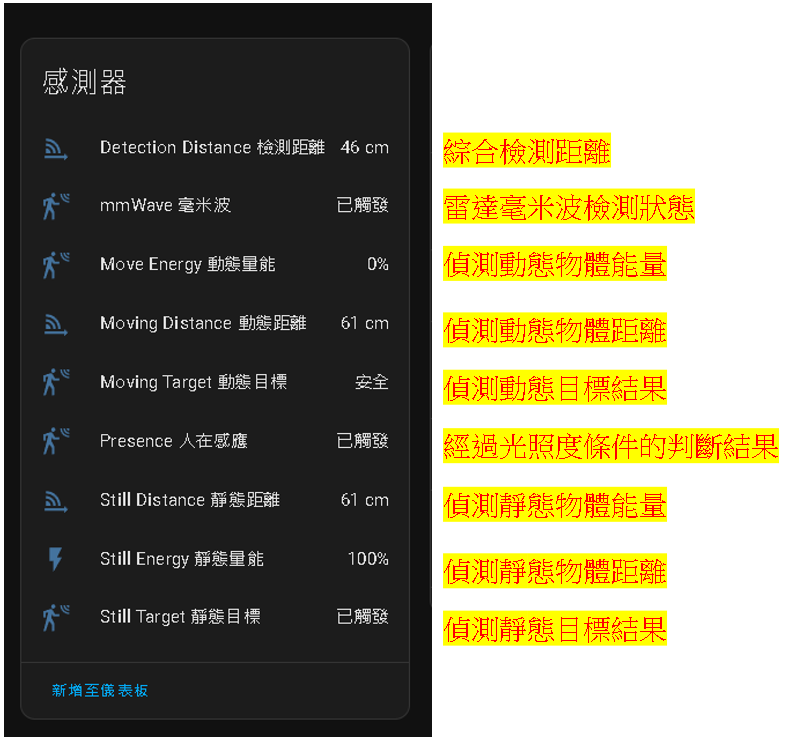 感測器
Detection Distance 檢測距離 46 cm 綜合檢測距離
mmWave 毫米波 已觸發 雷達毫米波檢測狀態
Move Energy 動態量能 0% 偵測動態物體能量
Moving Distance 動態距離 61 cm 偵測動態物體距離
Moving Target 動態目標 安全 偵測動態目標結果
Presence 人在感應 已觸發 經過光照度條件的判斷結果
Still Distance 靜態距離 61 cm 偵測靜態物體能量
Still Energy 靜態量能 100% 偵測靜態物體距離
Still Target 靜態目標 已觸發 偵測靜態目標結果
新增至儀表板